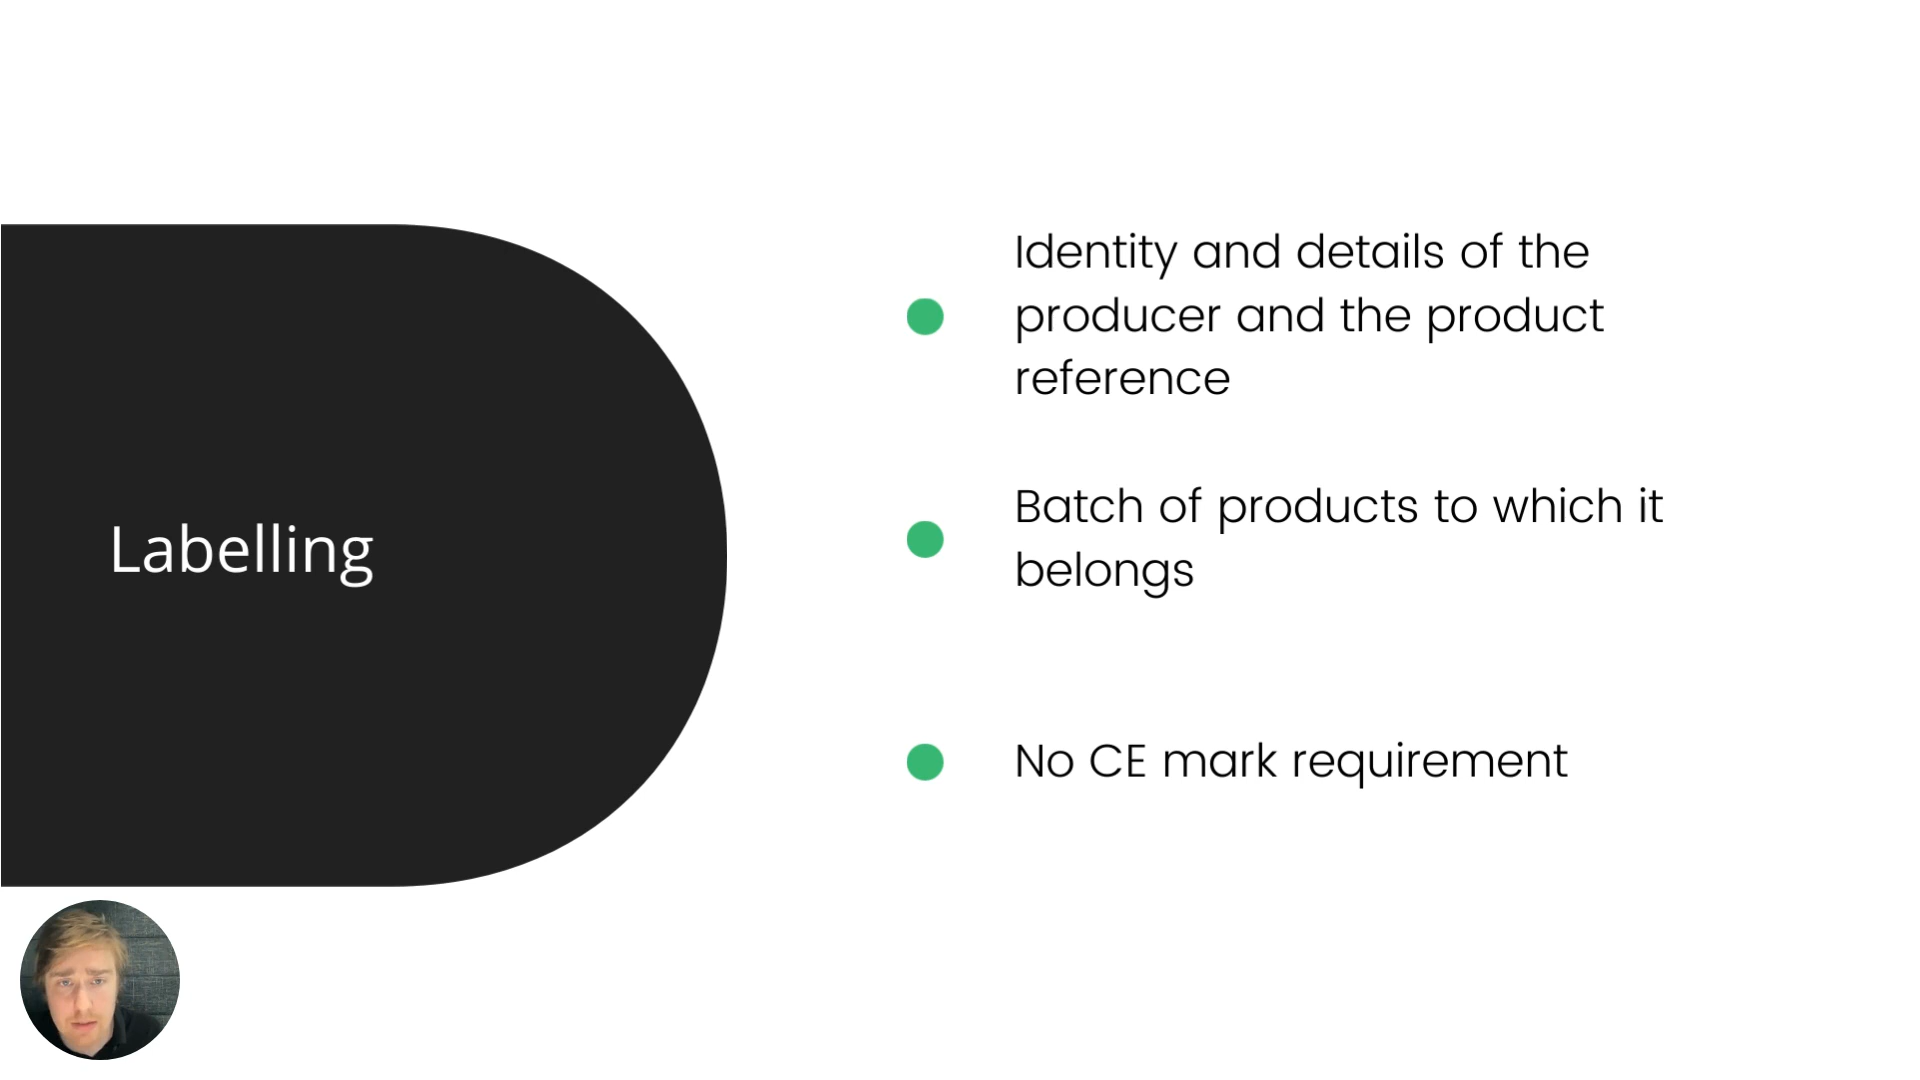 Labelling
Identity and details of the
producer and the product
reference
Batch of products to which it
belongs
No CE mark requirement